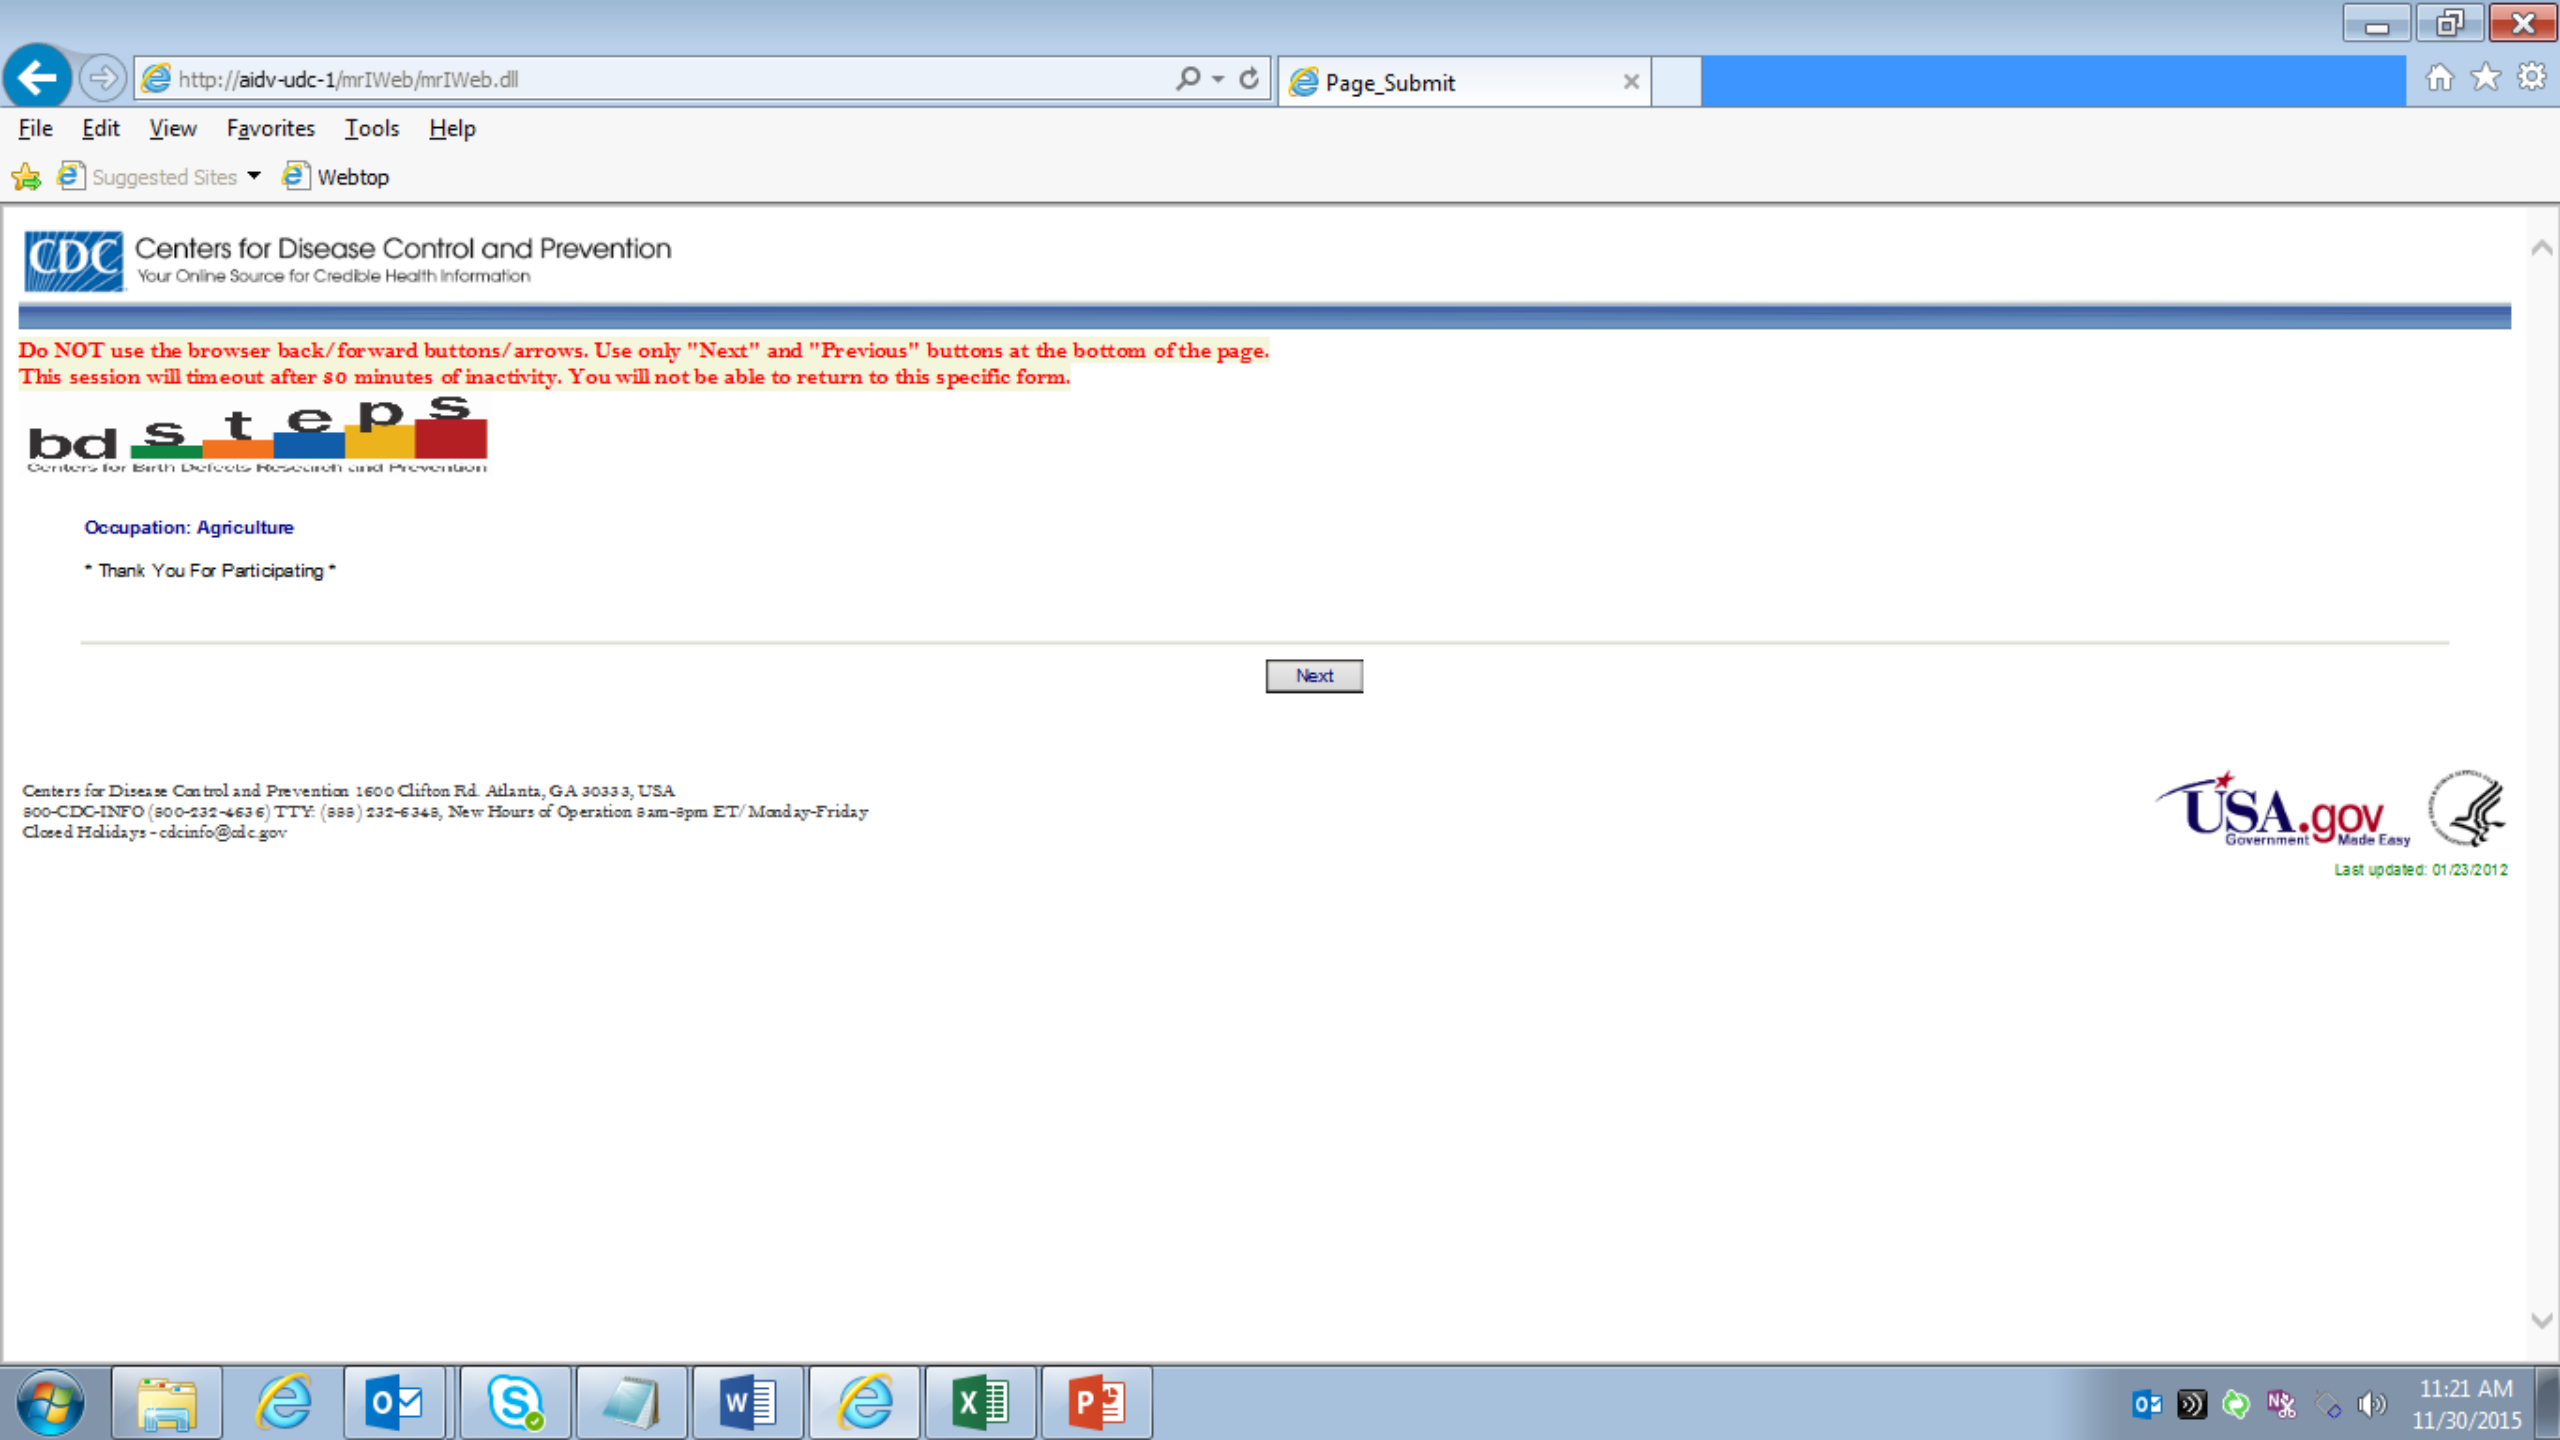 http://aidv-udc-1/mrIWeb/mrIWeb.dll
Page_Submit
File Edit View Favorites Tools Help
Suggested Sites Webtop
CDC
Centers for Disease Control and Prevention
Your Online Source for Credible Health Information
Do NOT use the browser back/forward buttons/arrows. Use only "Next" and "Previous" buttons at the bottom of the page.
This session will timeout after 80 minutes of inactivity. You will not be able to return to this specific form.
bd steps
Centers for Birth Defects Research and Prevention
Occupation: Agriculture
* Thank You For Participating *
Next
Centers for Disease Control and Prevention 1600 Clifton Rd. Atlanta, GA 30333, USA
800-CDC-INFO (800-232-4636) TTY: (888) 232-6348, New Hours of Operation 8am-8pm ET/Monday-Friday
Closed Holidays - cdcinfo@cdc.gov
USA.gov
Government Made Easy
Last updated: 01/23/2012
11:21 AM
11/30/2015